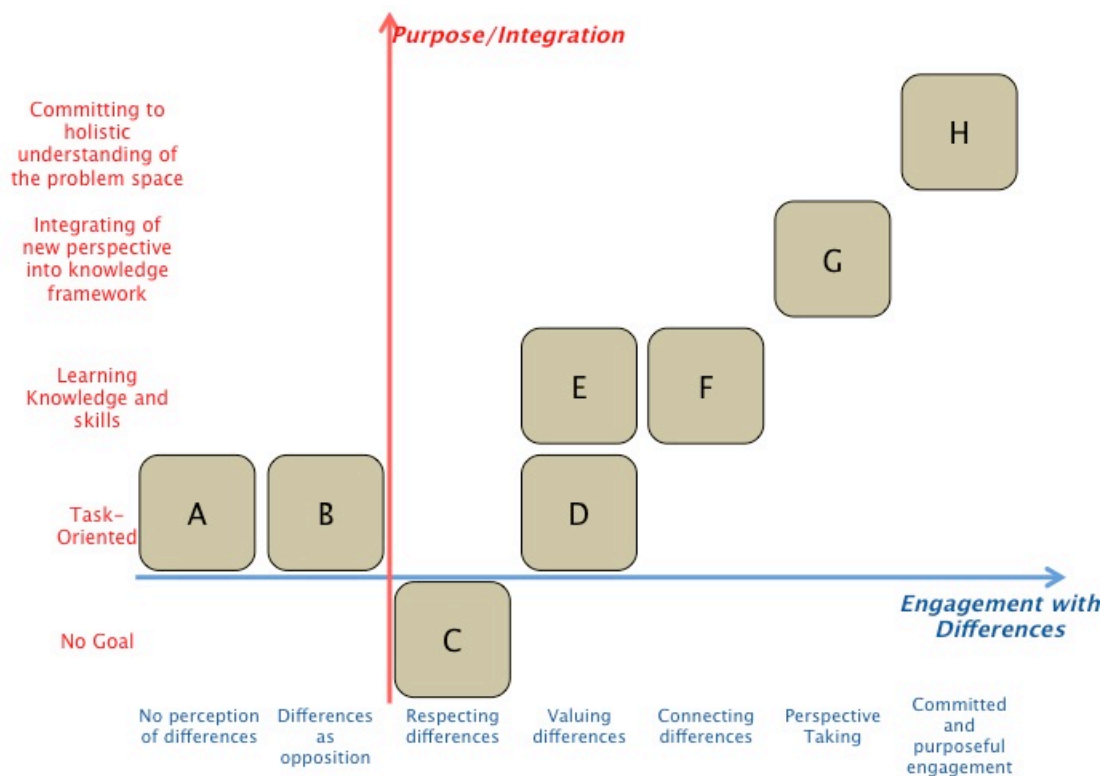 Purpose/Integration
Committing to
holistic
understanding of
the problem space
H
Integrating of
new perspective
into knowledge
framework
G
Learning
Knowledge and
skills
E
F
Task-
Oriented
A
B
D
Engagement with
Differences
No Goal
C
No perception
of differences
Differences
as
opposition
Respecting
differences
Valuing
differences
Connecting
differences
Perspective
Taking
Committed
and
purposeful
engagement